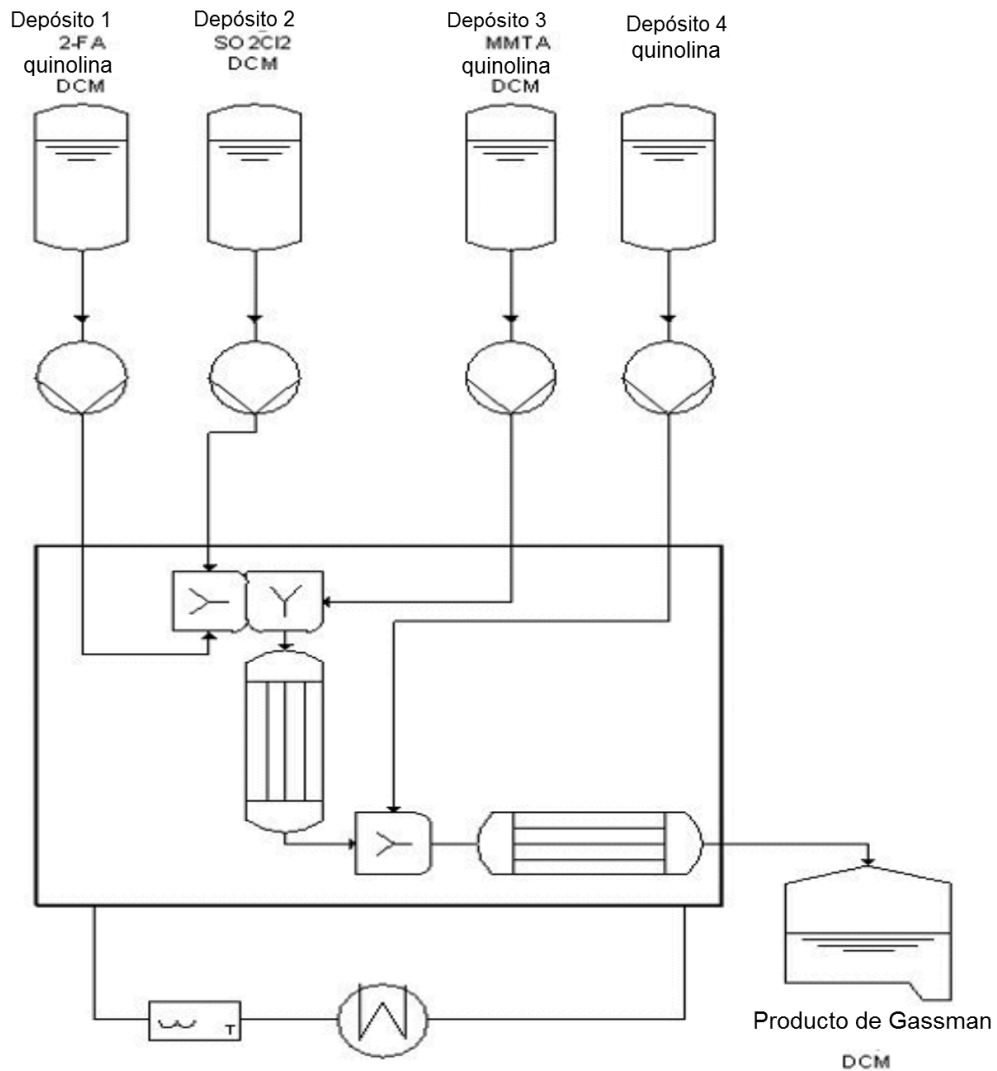 Depósito 1
2-FA
quinolina
DCM
Depósito 2
SO2Cl2
DCM
Depósito 3
MMTA
quinolina
DCM
Depósito 4
quinolina
T
Producto de Gassman
DCM